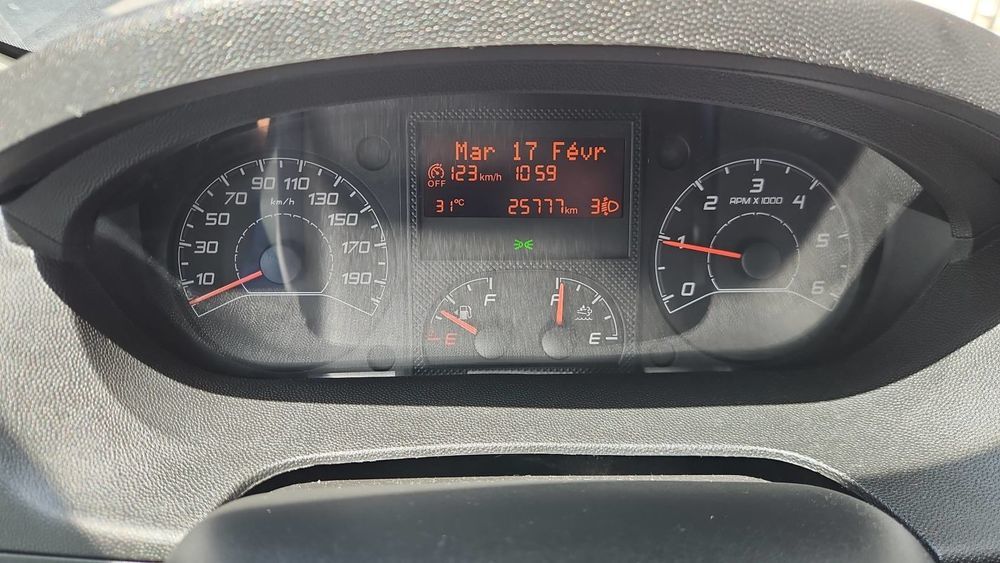 Mar 17 Févr
OFF 123 km/h 10 59
31°C 25777 km 3
10 30 50 70 90 110 130 150 170 190
km/h
0 1 2 3 4 5 6
RPM X 1000
F
E
F
E